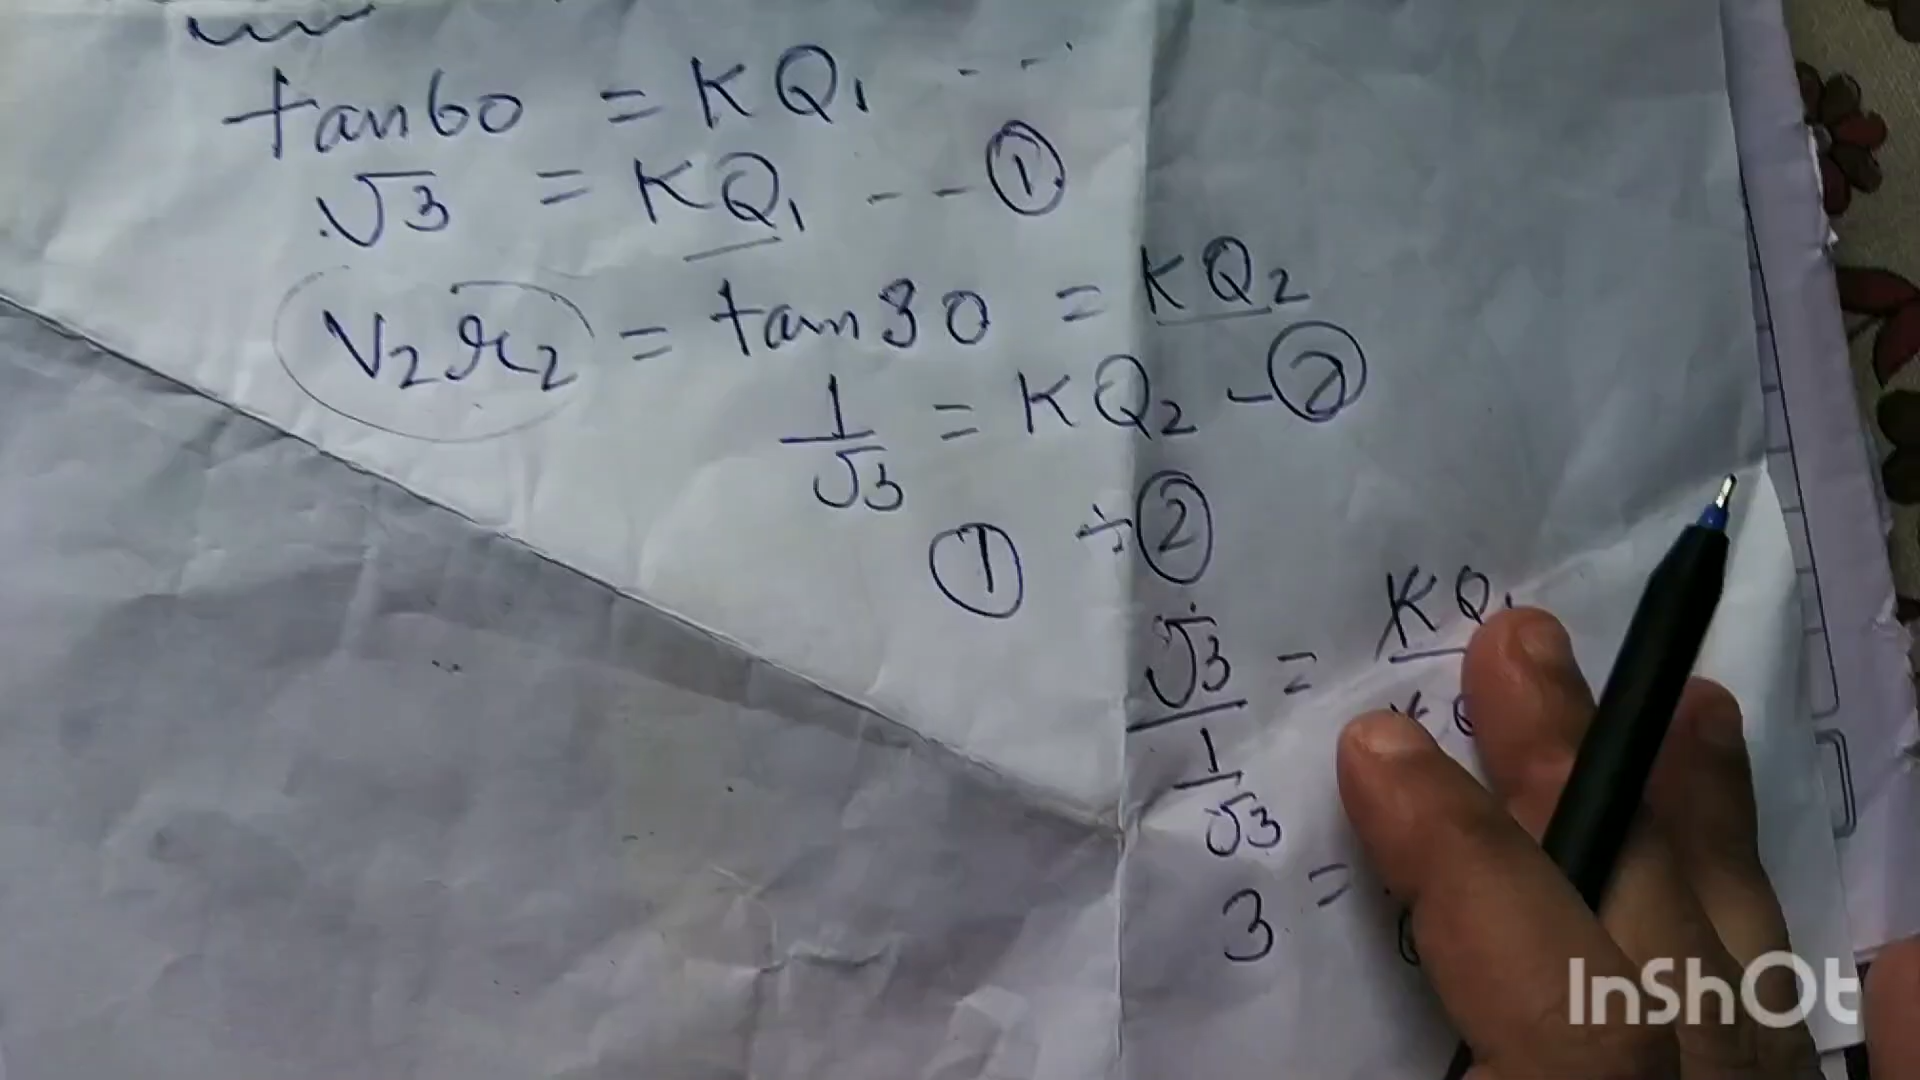 tan60 = KQ₁ - -
√3 = KQ₁ - - ①
V₂r₂ = tan30 = KQ₂
1/√3 = KQ₂ - ②
① ÷ ②
√3 / 1/√3 = KQ₁ / KQ
3 =
InShOt